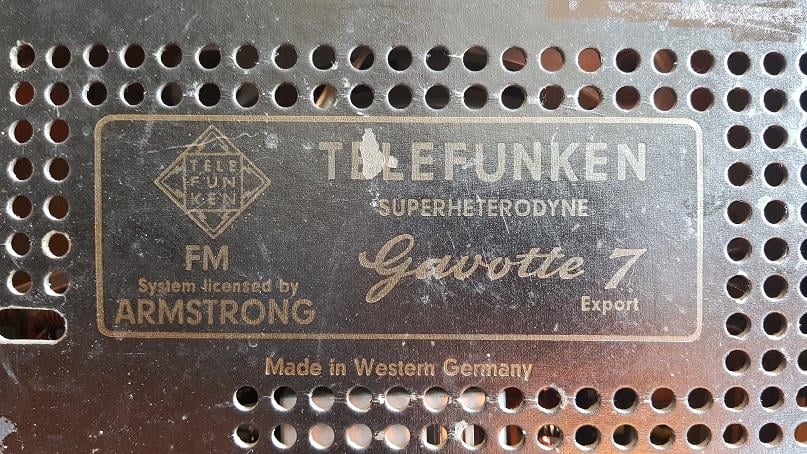 TELE
FUN
KEN
FM
System licensed by
ARMSTRONG
TELEFUNKEN
SUPERHETERODYNE
Gavotte 7
Export
Made in Western Germany